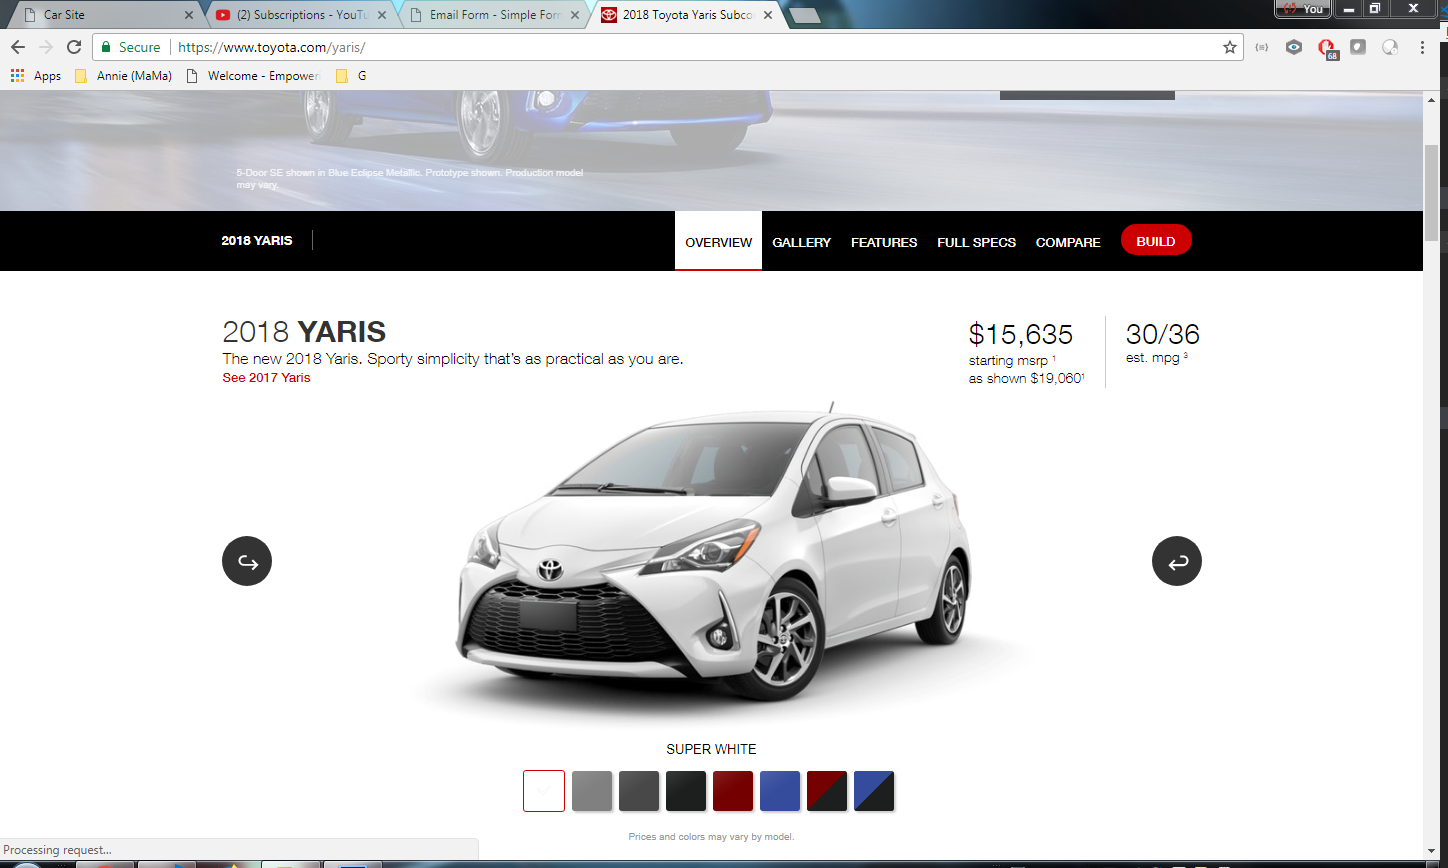 Car Site
(2) Subscriptions - YouTu
Email Form - Simple Form
2018 Toyota Yaris Subco
You
Secure
https://www.toyota.com/yaris/
68
Apps
Annie (MaMa)
Welcome - Empower
G
5-Door SE shown in Blue Eclipse Metallic. Prototype shown. Production model
may vary.
2018 YARIS
OVERVIEW
GALLERY
FEATURES
FULL SPECS
COMPARE
BUILD
2018 YARIS
The new 2018 Yaris. Sporty simplicity that's as practical as you are.
See 2017 Yaris
$15,635
starting msrp 1
as shown $19,0601
30/36
est. mpg 3
SUPER WHITE
Prices and colors may vary by model.
Processing request...